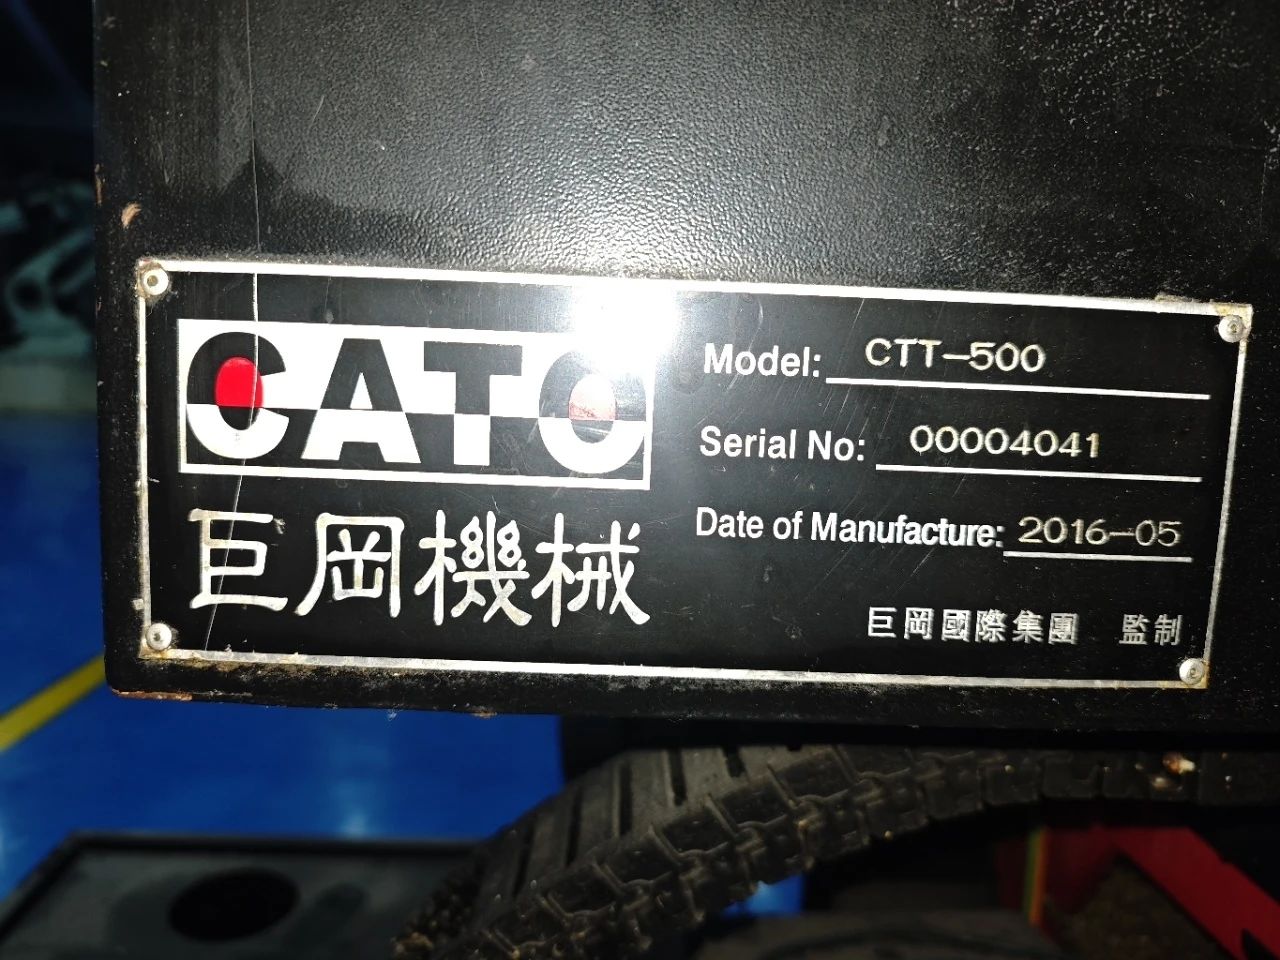 CATO
巨岡機械
Model: CTT-500
Serial No: 00004041
Date of Manufacture: 2016-05
巨岡國際集團 監制